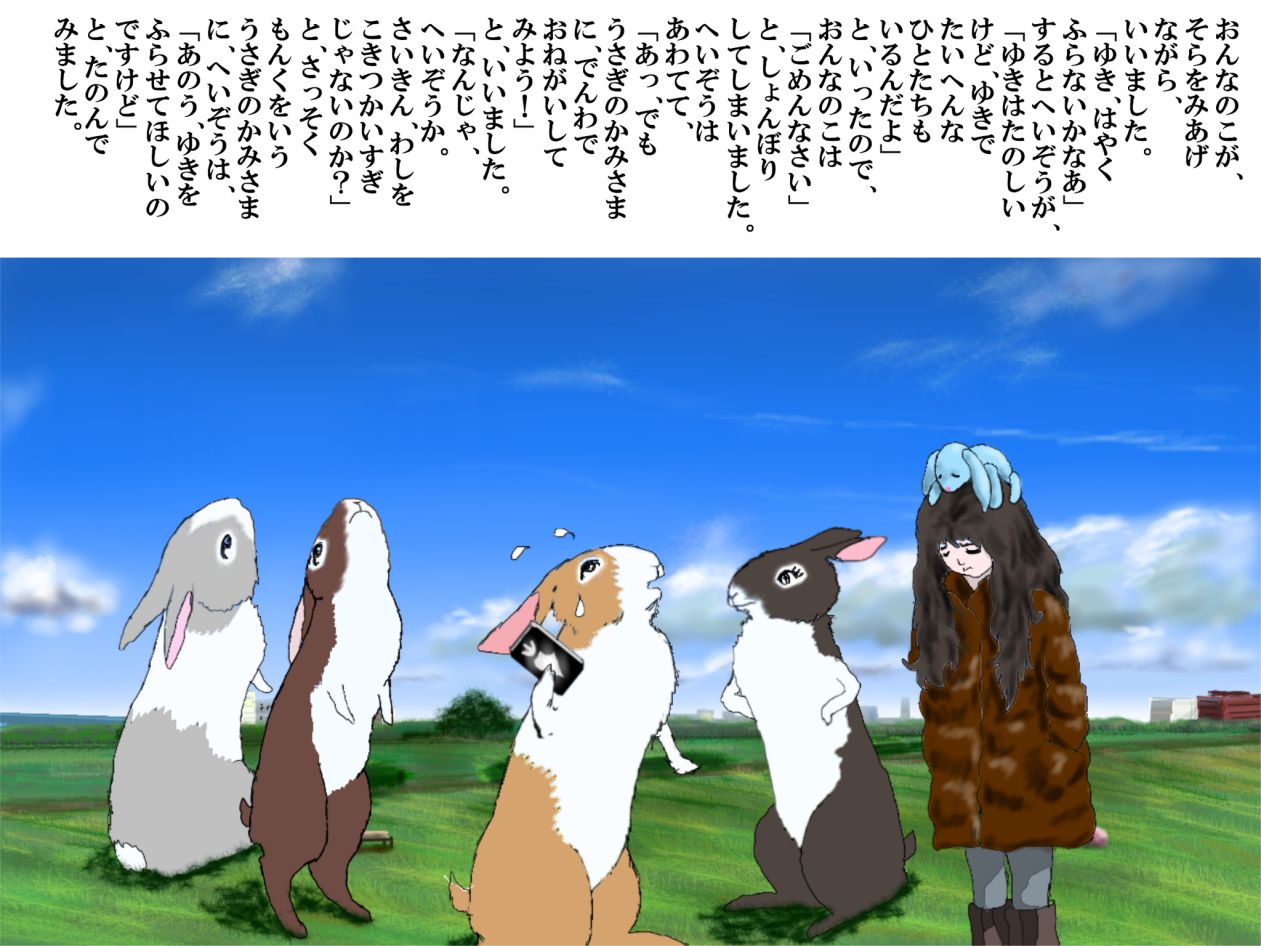 おんなのこが、
そらをみあげ
ながら、
いいました。
「ゆき、はやく
ふらないかなあ」
するとへいぞうが、
「ゆきはたのしい
けど、ゆきで
たいへんな
ひとたちも
いるんだよ」
と、いったので、
おんなのこは
「ごめんなさい」
と、しょんぼり
してしまいました。
へいぞうは
あわてて、
「あっ、でも
うさぎのかみさま
に、でんわで
おねがいして
みよう！」
と、いいました。
「なんじゃ、
へいぞうか。
さいきん、わしを
こきつかいすぎ
じゃないのか？」
と、さっそく
もんくをいう
うさぎのかみさま
に、へいぞうは、
「あのう、ゆきを
ふらせてほしいの
ですけど」
と、たのんで
みました。